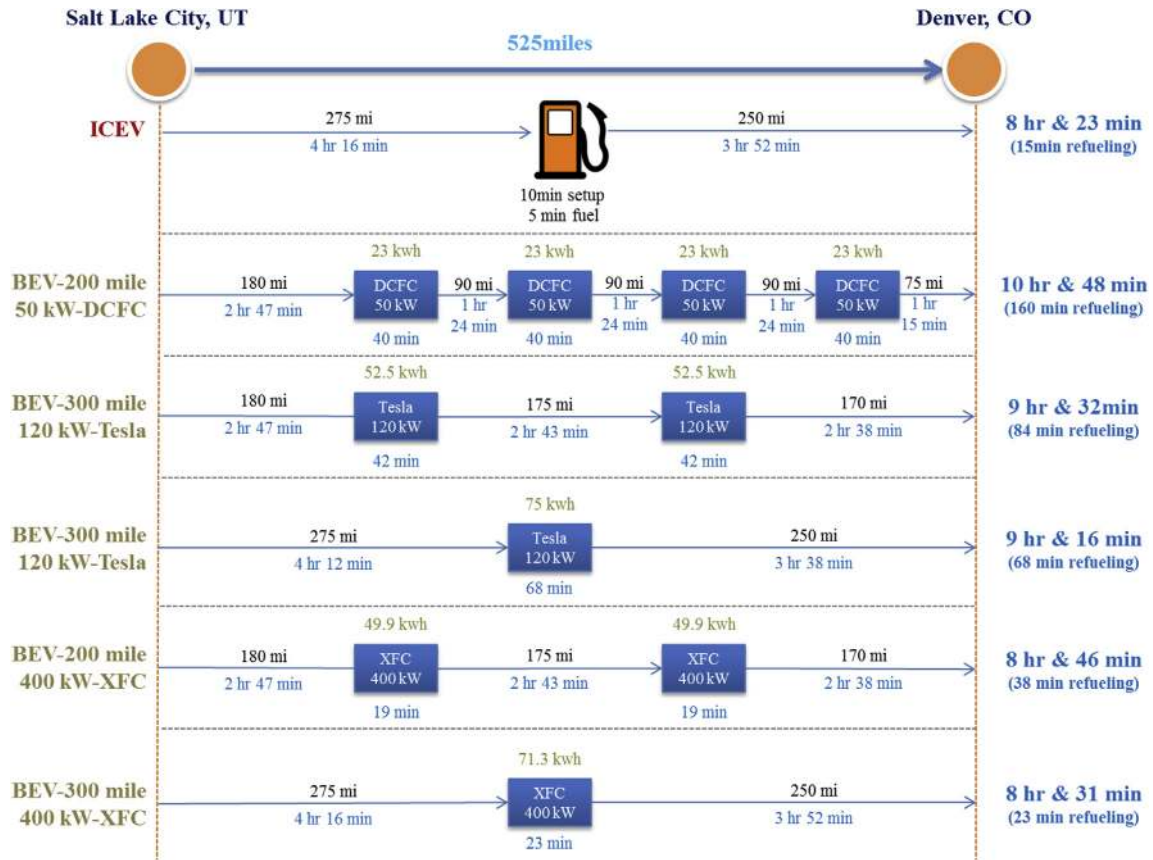 Salt Lake City, UT
Denver, CO
525miles
ICEV
275 mi
4 hr 16 min
10min setup
5 min fuel
250 mi
3 hr 52 min
8 hr & 23 min
(15min refueling)
BEV-200 mile
50 kW-DCFC
180 mi
2 hr 47 min
23 kwh
DCFC
50 kW
40 min
90 mi
1 hr
24 min
23 kwh
DCFC
50 kW
40 min
90 mi
1 hr
24 min
23 kwh
DCFC
50 kW
40 min
90 mi
1 hr
24 min
23 kwh
DCFC
50 kW
40 min
75 mi
1 hr
15 min
10 hr & 48 min
(160 min refueling)
BEV-300 mile
120 kW-Tesla
180 mi
2 hr 47 min
52.5 kwh
Tesla
120 kW
42 min
175 mi
2 hr 43 min
52.5 kwh
Tesla
120 kW
42 min
170 mi
2 hr 38 min
9 hr & 32min
(84 min refueling)
BEV-300 mile
120 kW-Tesla
275 mi
4 hr 12 min
75 kwh
Tesla
120 kW
68 min
250 mi
3 hr 38 min
9 hr & 16 min
(68 min refueling)
BEV-200 mile
400 kW-XFC
180 mi
2 hr 47 min
49.9 kwh
XFC
400 kW
19 min
175 mi
2 hr 43 min
49.9 kwh
XFC
400 kW
19 min
170 mi
2 hr 38 min
8 hr & 46 min
(38 min refueling)
BEV-300 mile
400 kW-XFC
275 mi
4 hr 16 min
71.3 kwh
XFC
400 kW
23 min
250 mi
3 hr 52 min
8 hr & 31 min
(23 min refueling)